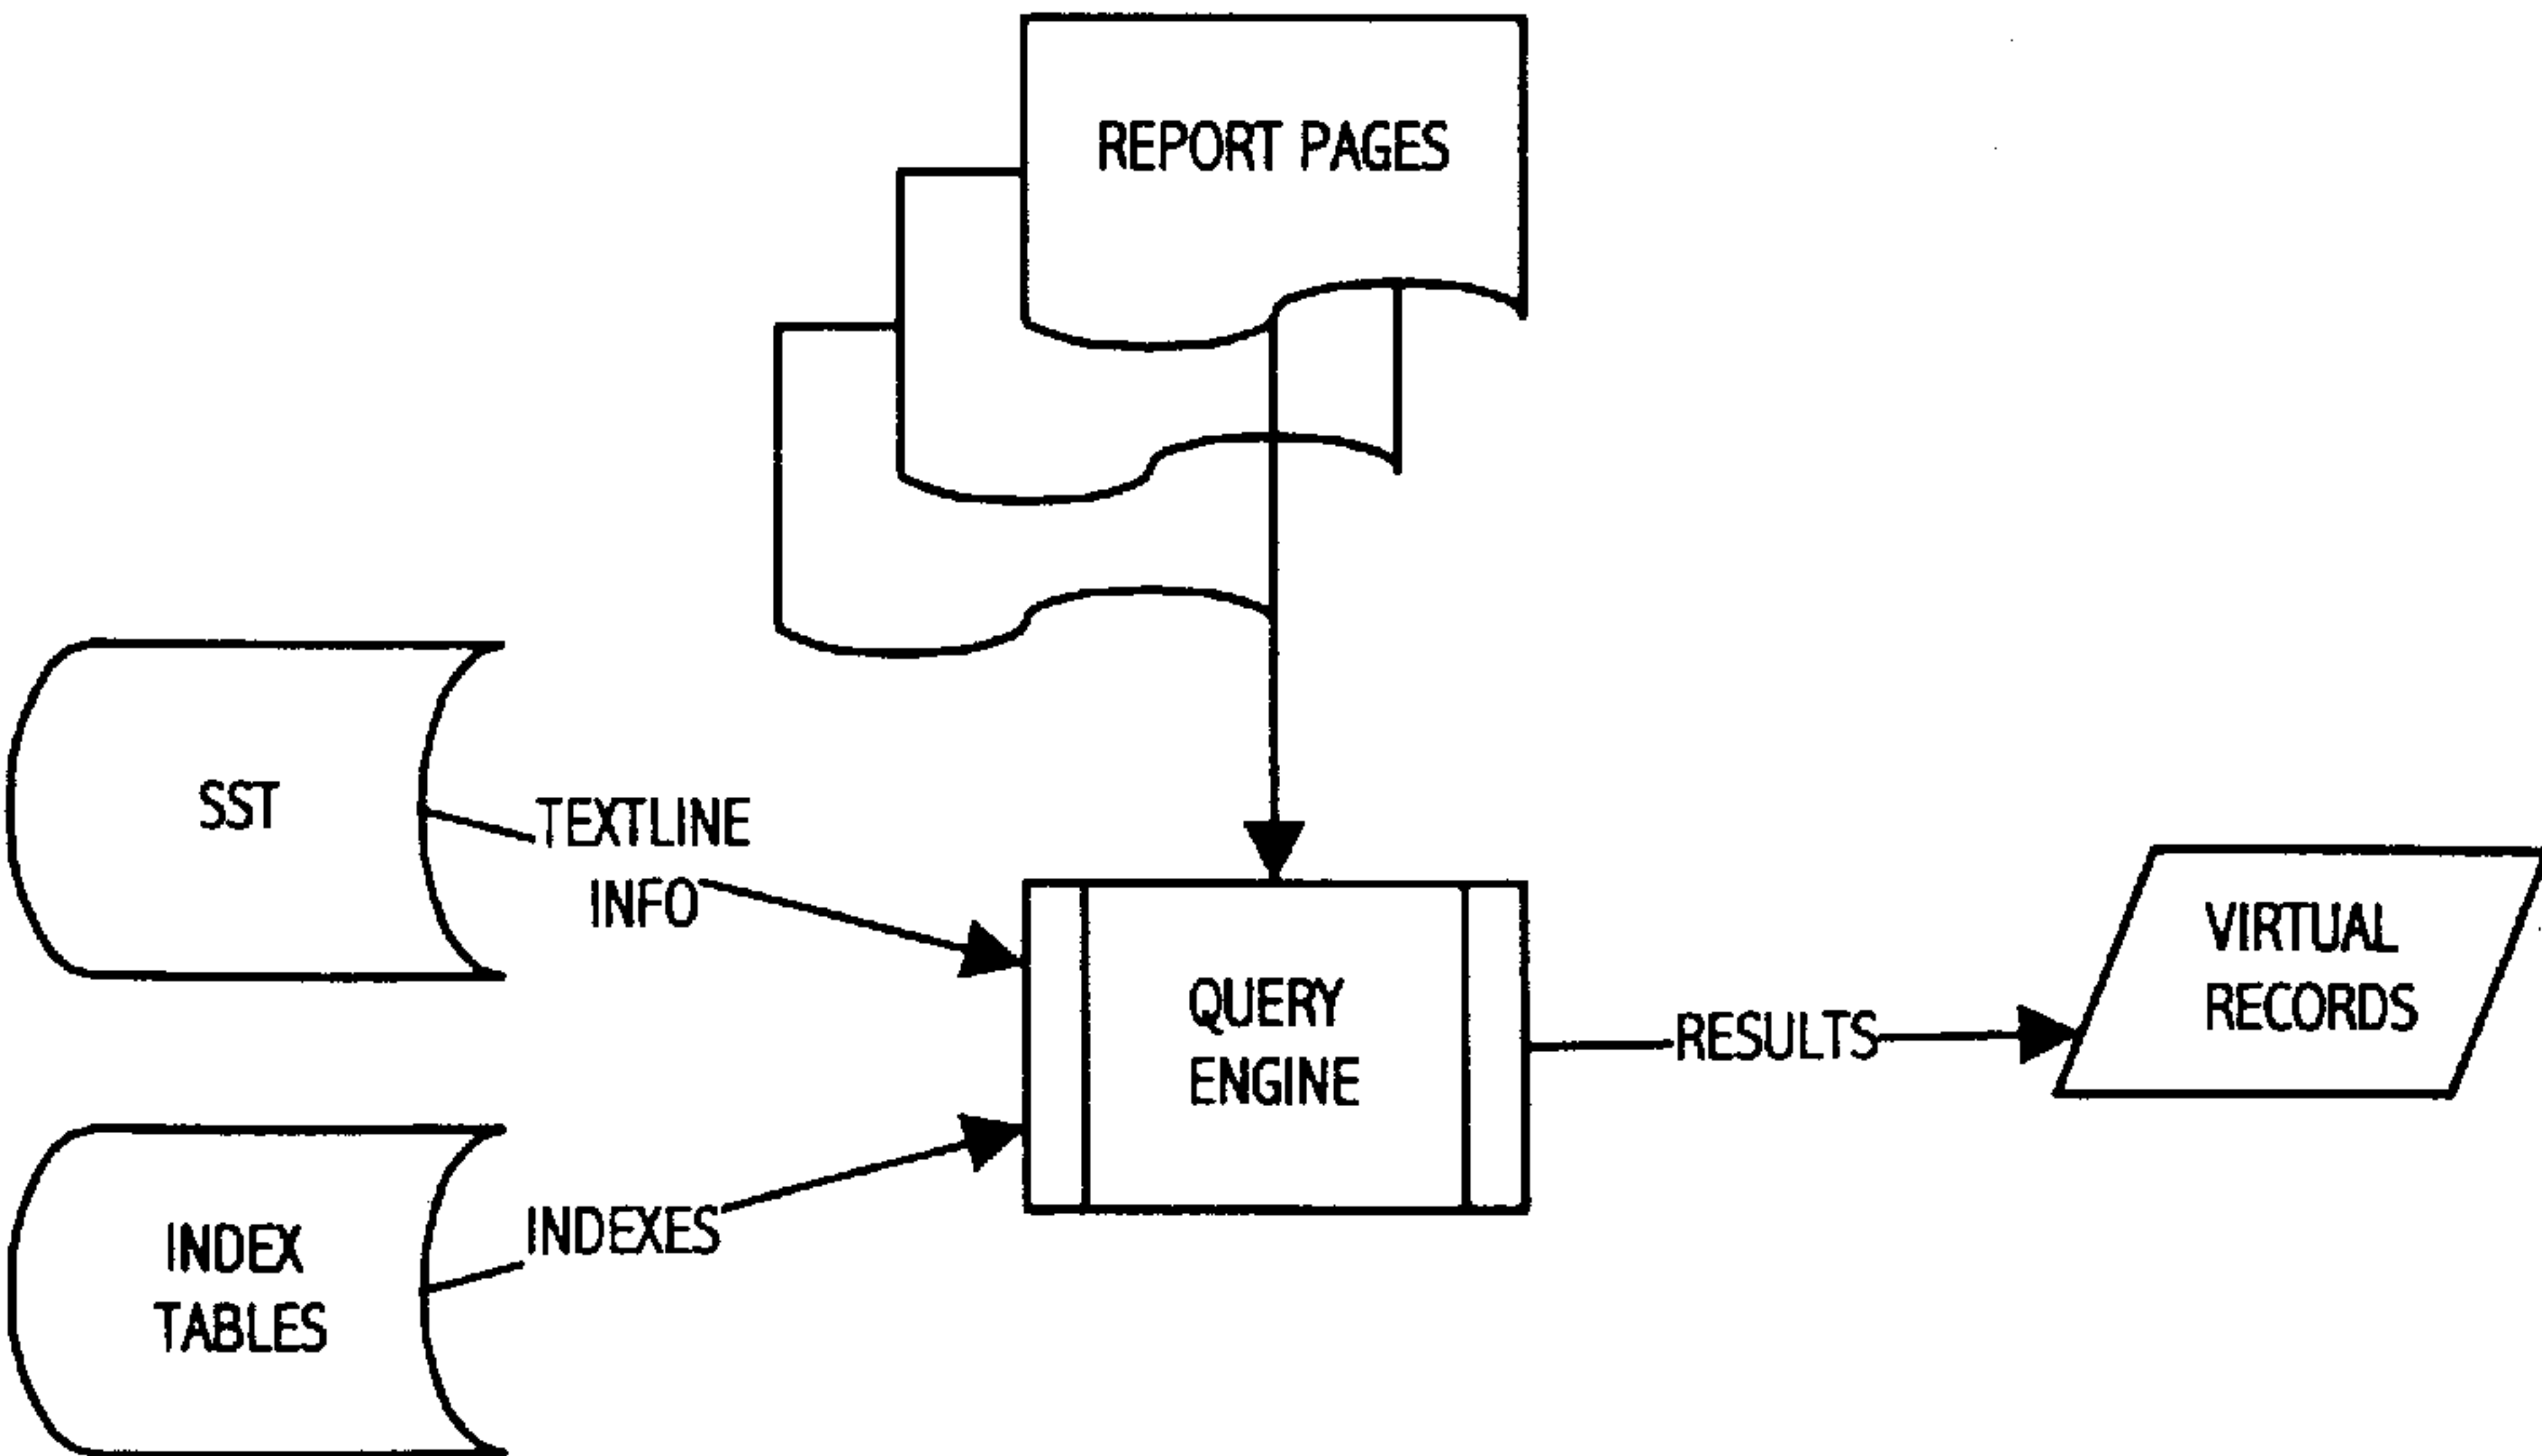 REPORT PAGES
SST
TEXTLINE
INFO
QUERY
ENGINE
RESULTS
VIRTUAL
RECORDS
INDEXES
INDEX
TABLES